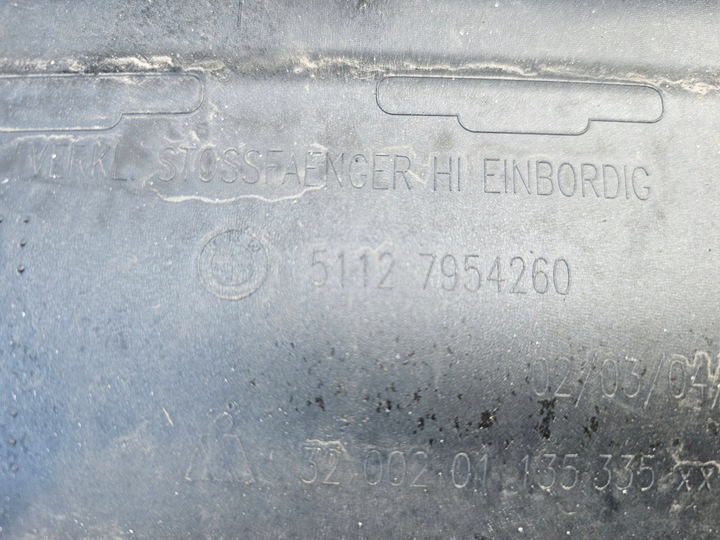 VERKL. STOSSFAENGER HI EINBORDIG
5112 7954260
02/03/04/
32 002 01 135 335 xx